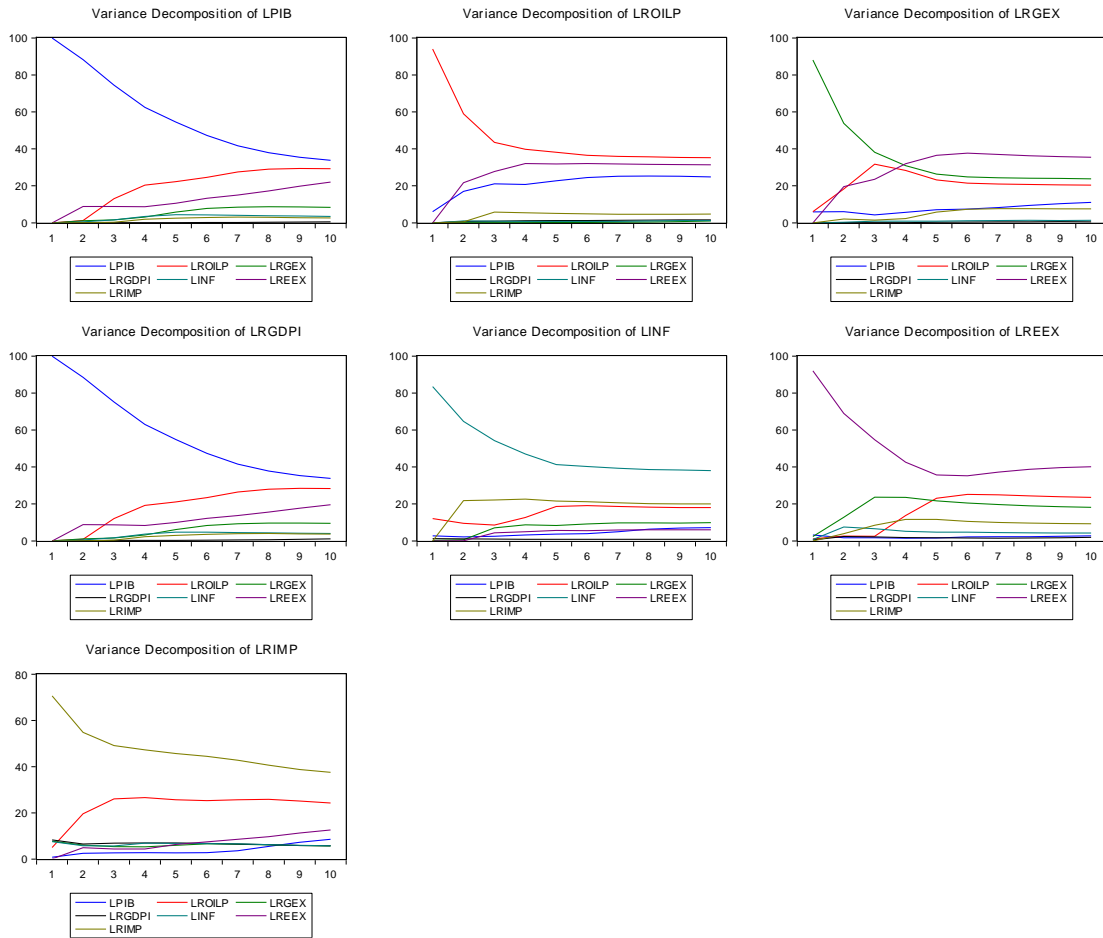 Variance Decomposition of LPIB
100
80
60
40
20
0
1 2 3 4 5 6 7 8 9 10
LPIB LROILP LRGEX
LRGDPI LINF LREEX
LRIMP
Variance Decomposition of LROILP
100
80
60
40
20
0
1 2 3 4 5 6 7 8 9 10
LPIB LROILP LRGEX
LRGDPI LINF LREEX
LRIMP
Variance Decomposition of LRGEX
100
80
60
40
20
0
1 2 3 4 5 6 7 8 9 10
LPIB LROILP LRGEX
LRGDPI LINF LREEX
LRIMP
Variance Decomposition of LRGDPI
100
80
60
40
20
0
1 2 3 4 5 6 7 8 9 10
LPIB LROILP LRGEX
LRGDPI LINF LREEX
LRIMP
Variance Decomposition of LINF
100
80
60
40
20
0
1 2 3 4 5 6 7 8 9 10
LPIB LROILP LRGEX
LRGDPI LINF LREEX
LRIMP
Variance Decomposition of LREEX
100
80
60
40
20
0
1 2 3 4 5 6 7 8 9 10
LPIB LROILP LRGEX
LRGDPI LINF LREEX
LRIMP
Variance Decomposition of LRIMP
80
60
40
20
0
1 2 3 4 5 6 7 8 9 10
LPIB LROILP LRGEX
LRGDPI LINF LREEX
LRIMP